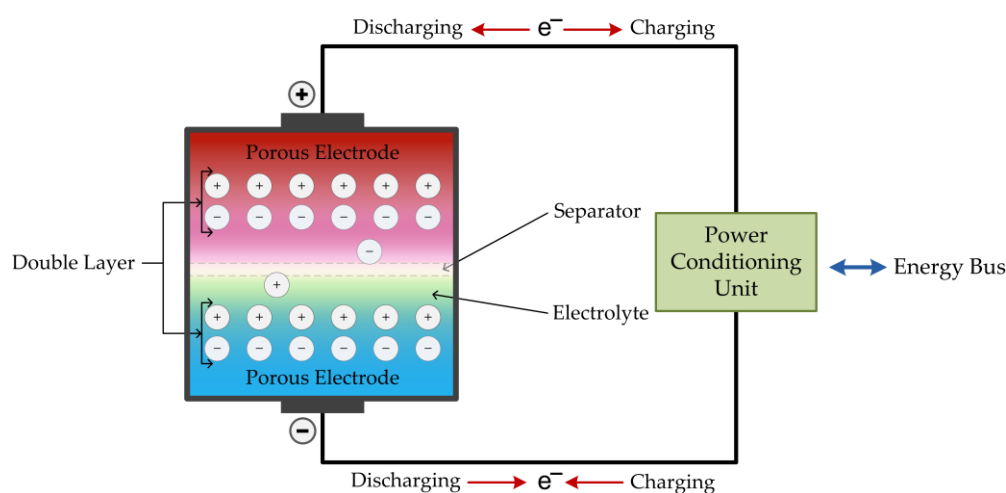 Discharging e⁻ Charging
+
Porous Electrode
+ + + + + +
− − − − − −
Separator
−
Double Layer
Power
Conditioning
Unit
Energy Bus
+
Electrolyte
+ + + + + +
− − − − − −
Porous Electrode
−
Discharging e⁻ Charging